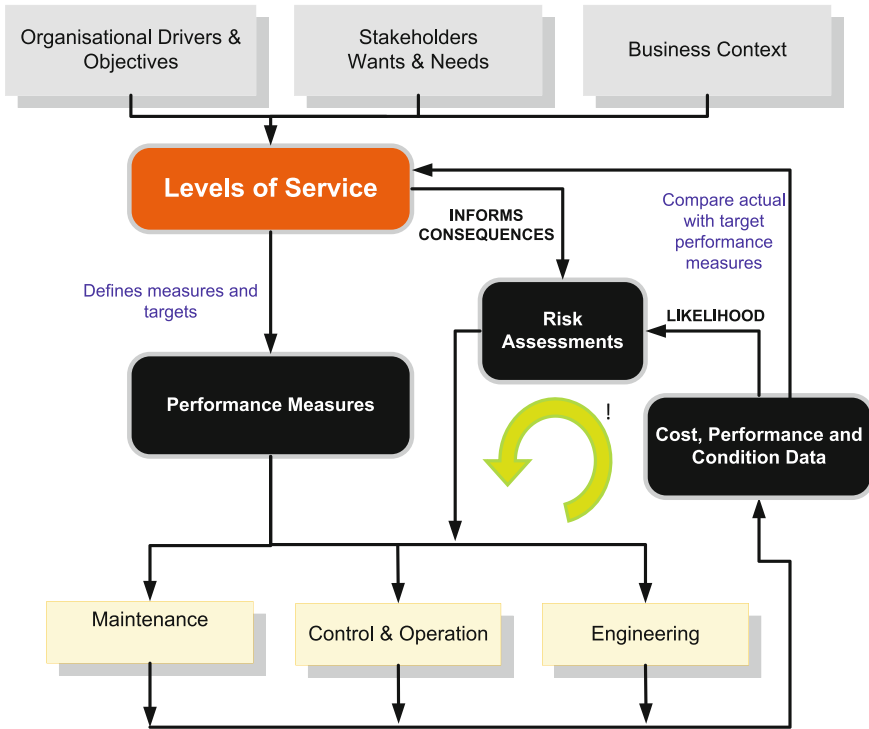 Organisational Drivers &
Objectives
Stakeholders
Wants & Needs
Business Context
Levels of Service
INFORMS
CONSEQUENCES
Compare actual
with target
performance
measures
Defines measures and
targets
Risk
Assessments
LIKELIHOOD
Performance Measures
!
Cost, Performance and
Condition Data
Maintenance
Control & Operation
Engineering